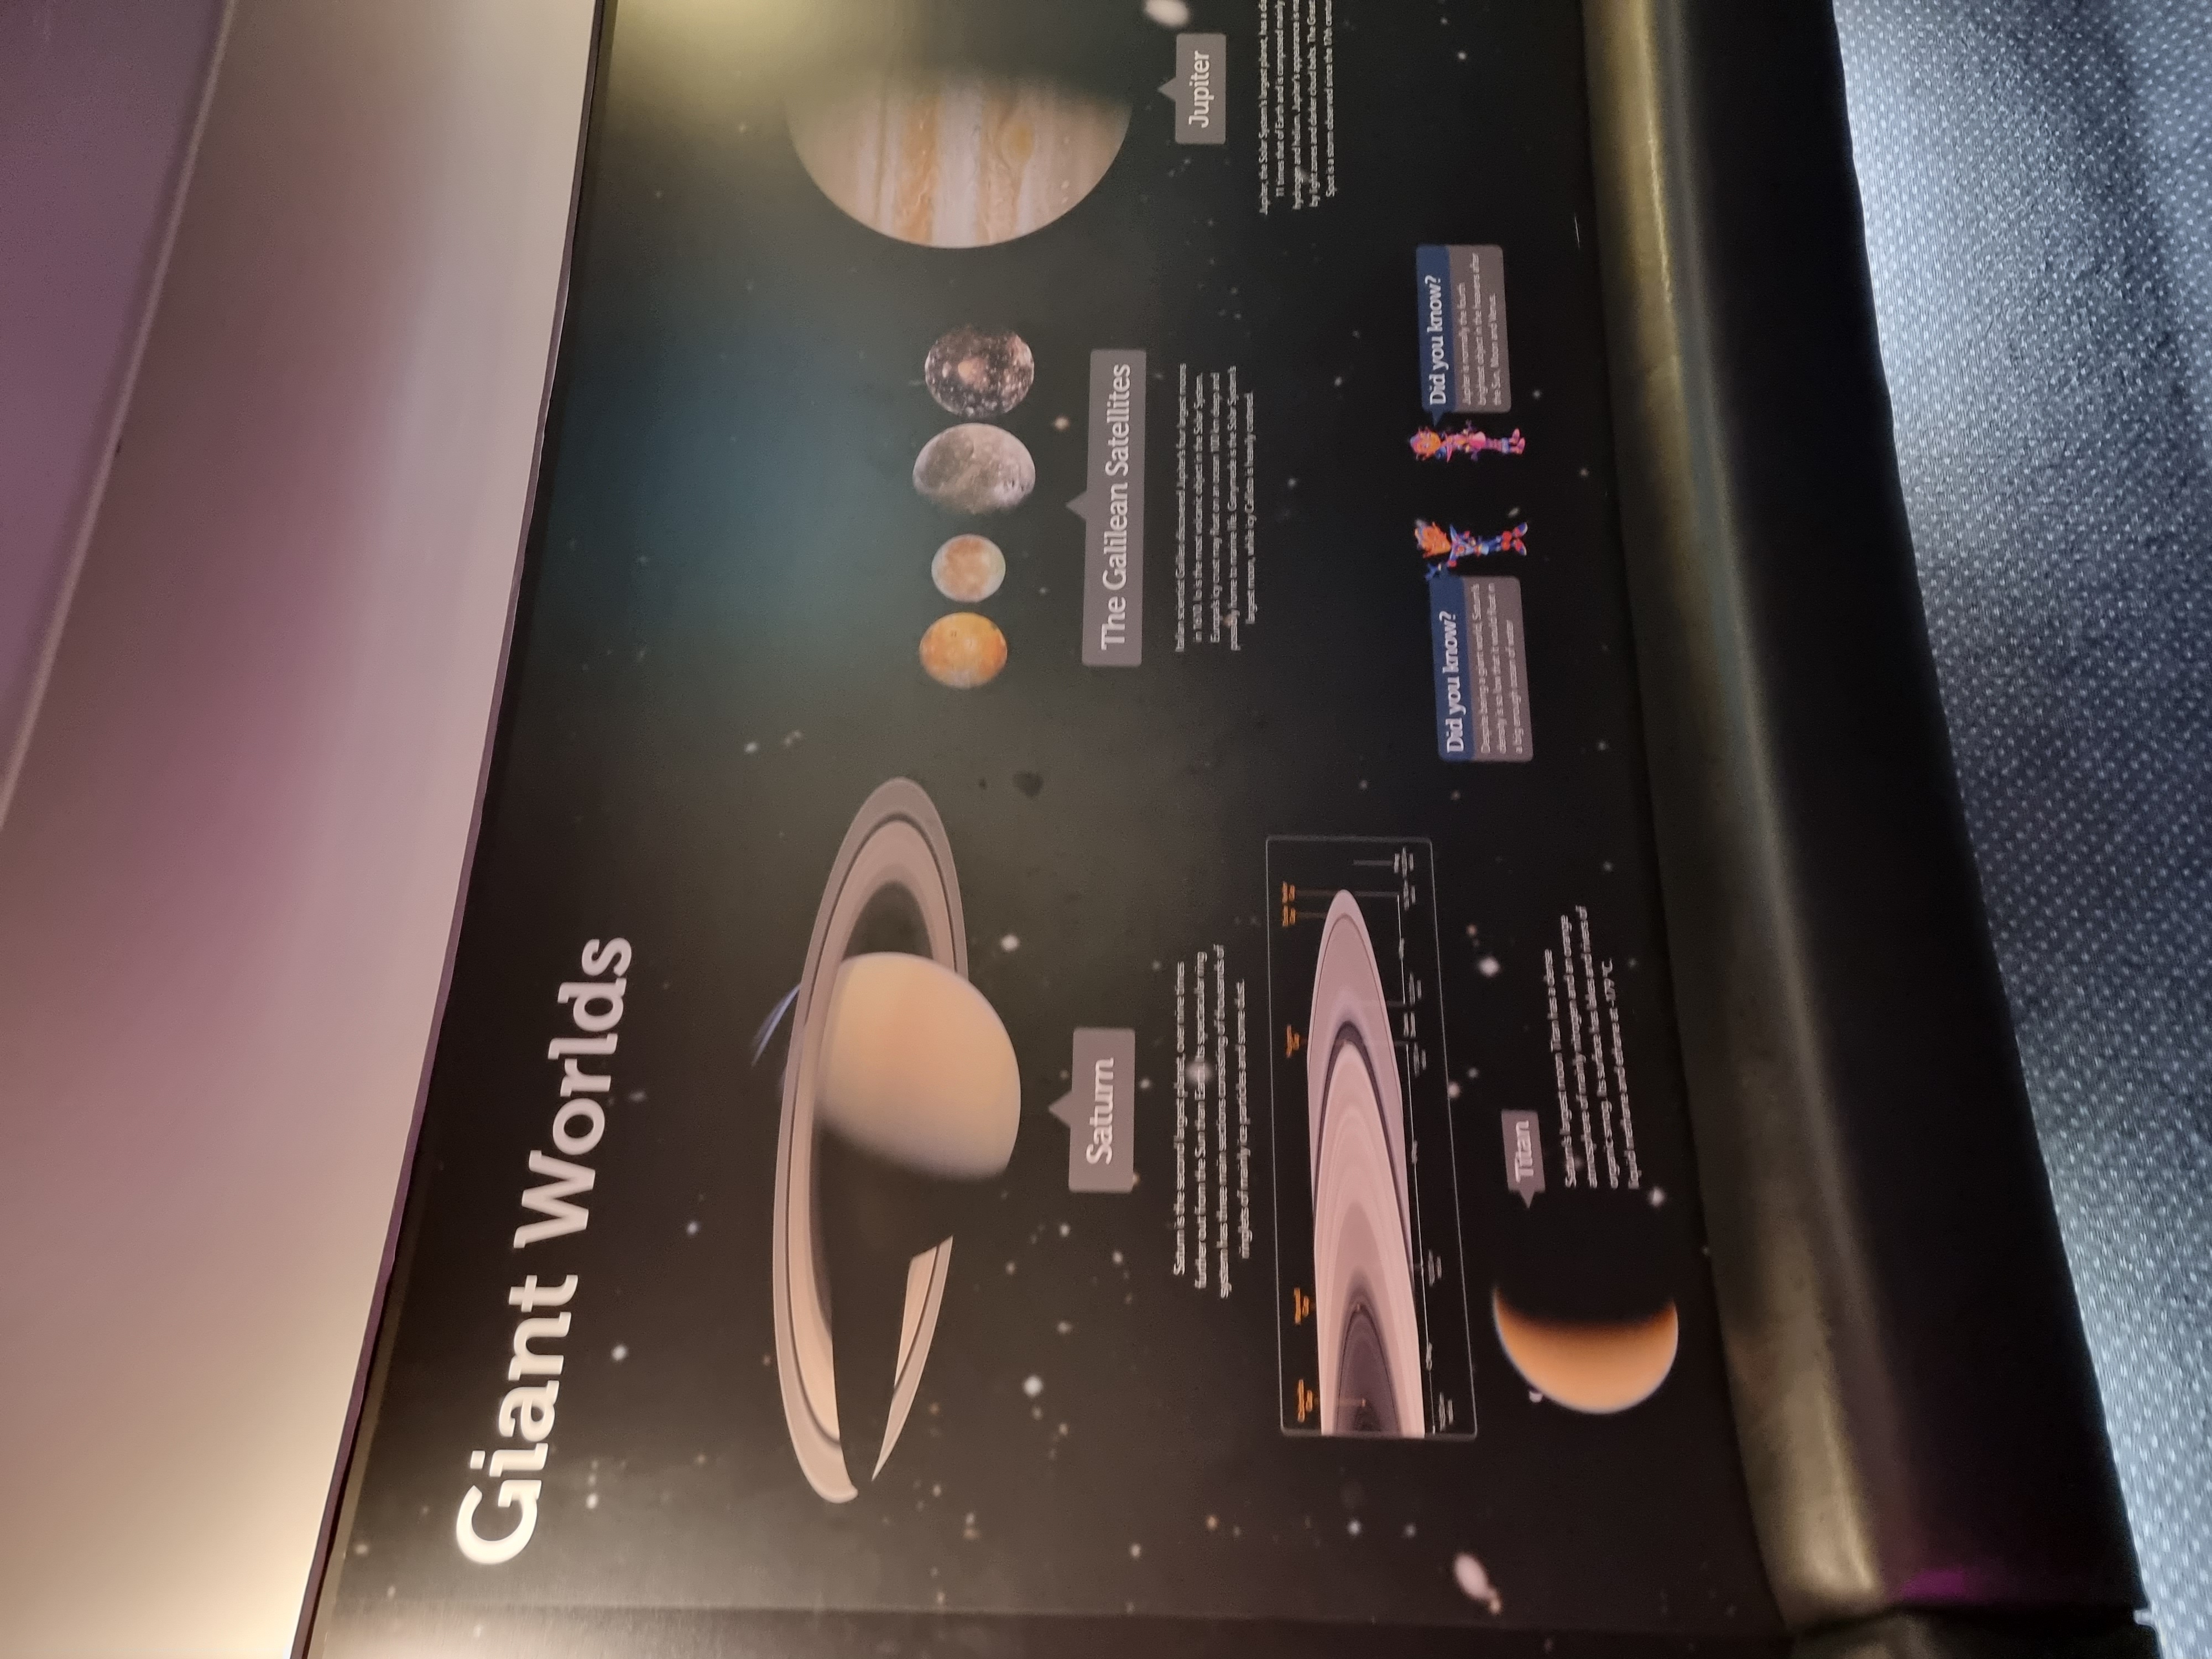 Giant Worlds
Saturn
Saturn is the second largest planet, over nine times
further out from the Sun than Earth. Its spectacular ring
system has three main sections consisting of thousands of
ringlets of mainly ice particles and some dust.
The Galilean Satellites
Italian scientist Galileo discovered Jupiter's four largest moons
in 1610. Io is the most volcanic object in the Solar System.
Europa's icy crust may float on an ocean 100 km deep and
possibly home to marine life. Ganymede is the Solar System's
largest moon, while icy Callisto is heavily cratered.
Jupiter
Jupiter, the Solar System's largest planet, has a
11 times that of Earth and is composed mainly
hydrogen and helium. Jupiter's appearance is
by light zones and darker cloud belts. The Great
Spot is a storm observed since the 17th
Did you know?
Despite being a giant world, Saturn's
density is so low that it would float in
a big enough ocean of water
Did you know?
Jupiter is normally the fourth
brightest object in the heavens after
the Sun, Moon and Venus.
Titan
Saturn's largest moon Titan has a dense
atmosphere of mainly nitrogen and an orange
organic smog. Its surface has lakes and rivers of
liquid methane and ethane at -179 °C.